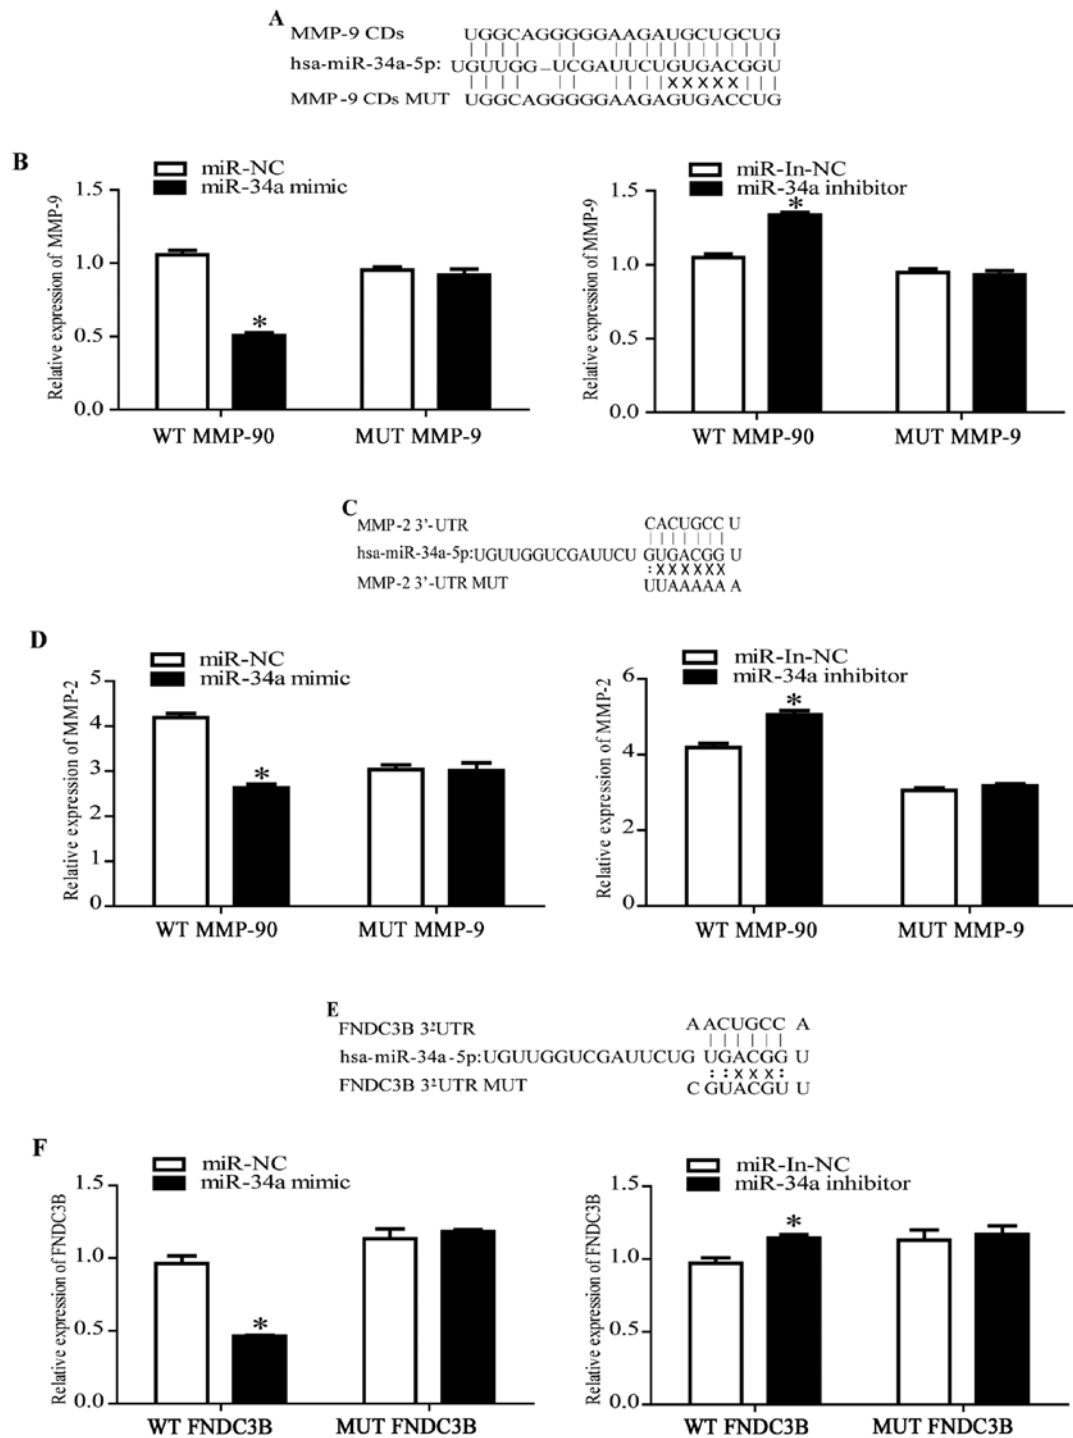 A
MMP-9 CDs UGGCAGGGGGGAAGAUGCUGCUG
hsa-miR-34a-5p: UGUUGG–UCGAUUCUGUGACGGU
XXXXX
MMP-9 CDs MUT UGGCAGGGGGGAAGAGUGACCUG
B
miR-NC
miR-34a mimic
Relative expression of MMP-9
1.5
1.0
0.5
0.0
*
WT MMP-90 MUT MMP-9
miR-In-NC
miR-34a inhibitor
Relative expression of MMP-9
1.5
1.0
0.5
0.0
*
WT MMP-90 MUT MMP-9
C
MMP-2 3'-UTR CACUGCC U
hsa-miR-34a-5p:UGUUGGUCGAUUCU GUGACGG U
:XXXXXX
MMP-2 3'-UTR MUT UUAAAAA A
D
miR-NC
miR-34a mimic
Relative expression of MMP-2
5
4
3
2
1
0
*
WT MMP-90 MUT MMP-9
miR-In-NC
miR-34a inhibitor
Relative expression of MMP-2
6
4
2
0
*
WT MMP-90 MUT MMP-9
E
FNDC3B 3'UTR A ACUGCC A
hsa-miR-34a-5p:UGUUGGUCGAUUCUG UGACGG U
: : X X X :
FNDC3B 3'UTR MUT C GUACGU U
F
miR-NC
miR-34a mimic
Relative expression of FNDC3B
1.5
1.0
0.5
0.0
*
WT FNDC3B MUT FNDC3B
miR-In-NC
miR-34a inhibitor
Relative expression of FNDC3B
1.5
1.0
0.5
0.0
*
WT FNDC3B MUT FNDC3B